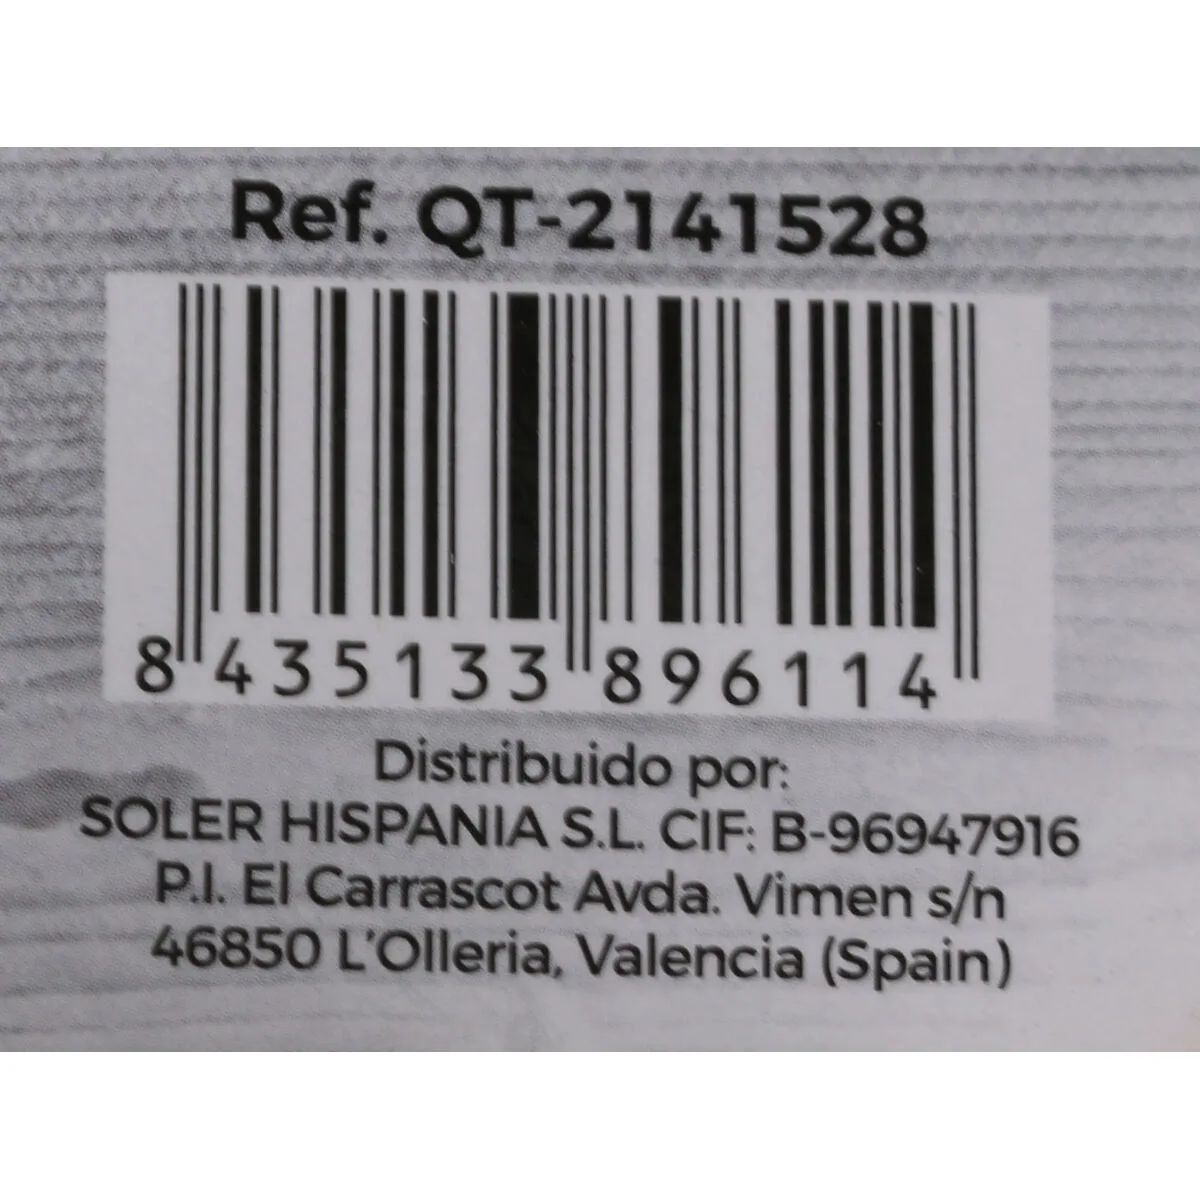 Ref. QT-2141528
8 435133 896114
Distribuido por:
SOLER HISPANIA S.L. CIF: B-96947916
P.I. El Carrascot Avda. Vimen s/n
46850 L'Olleria, Valencia (Spain)